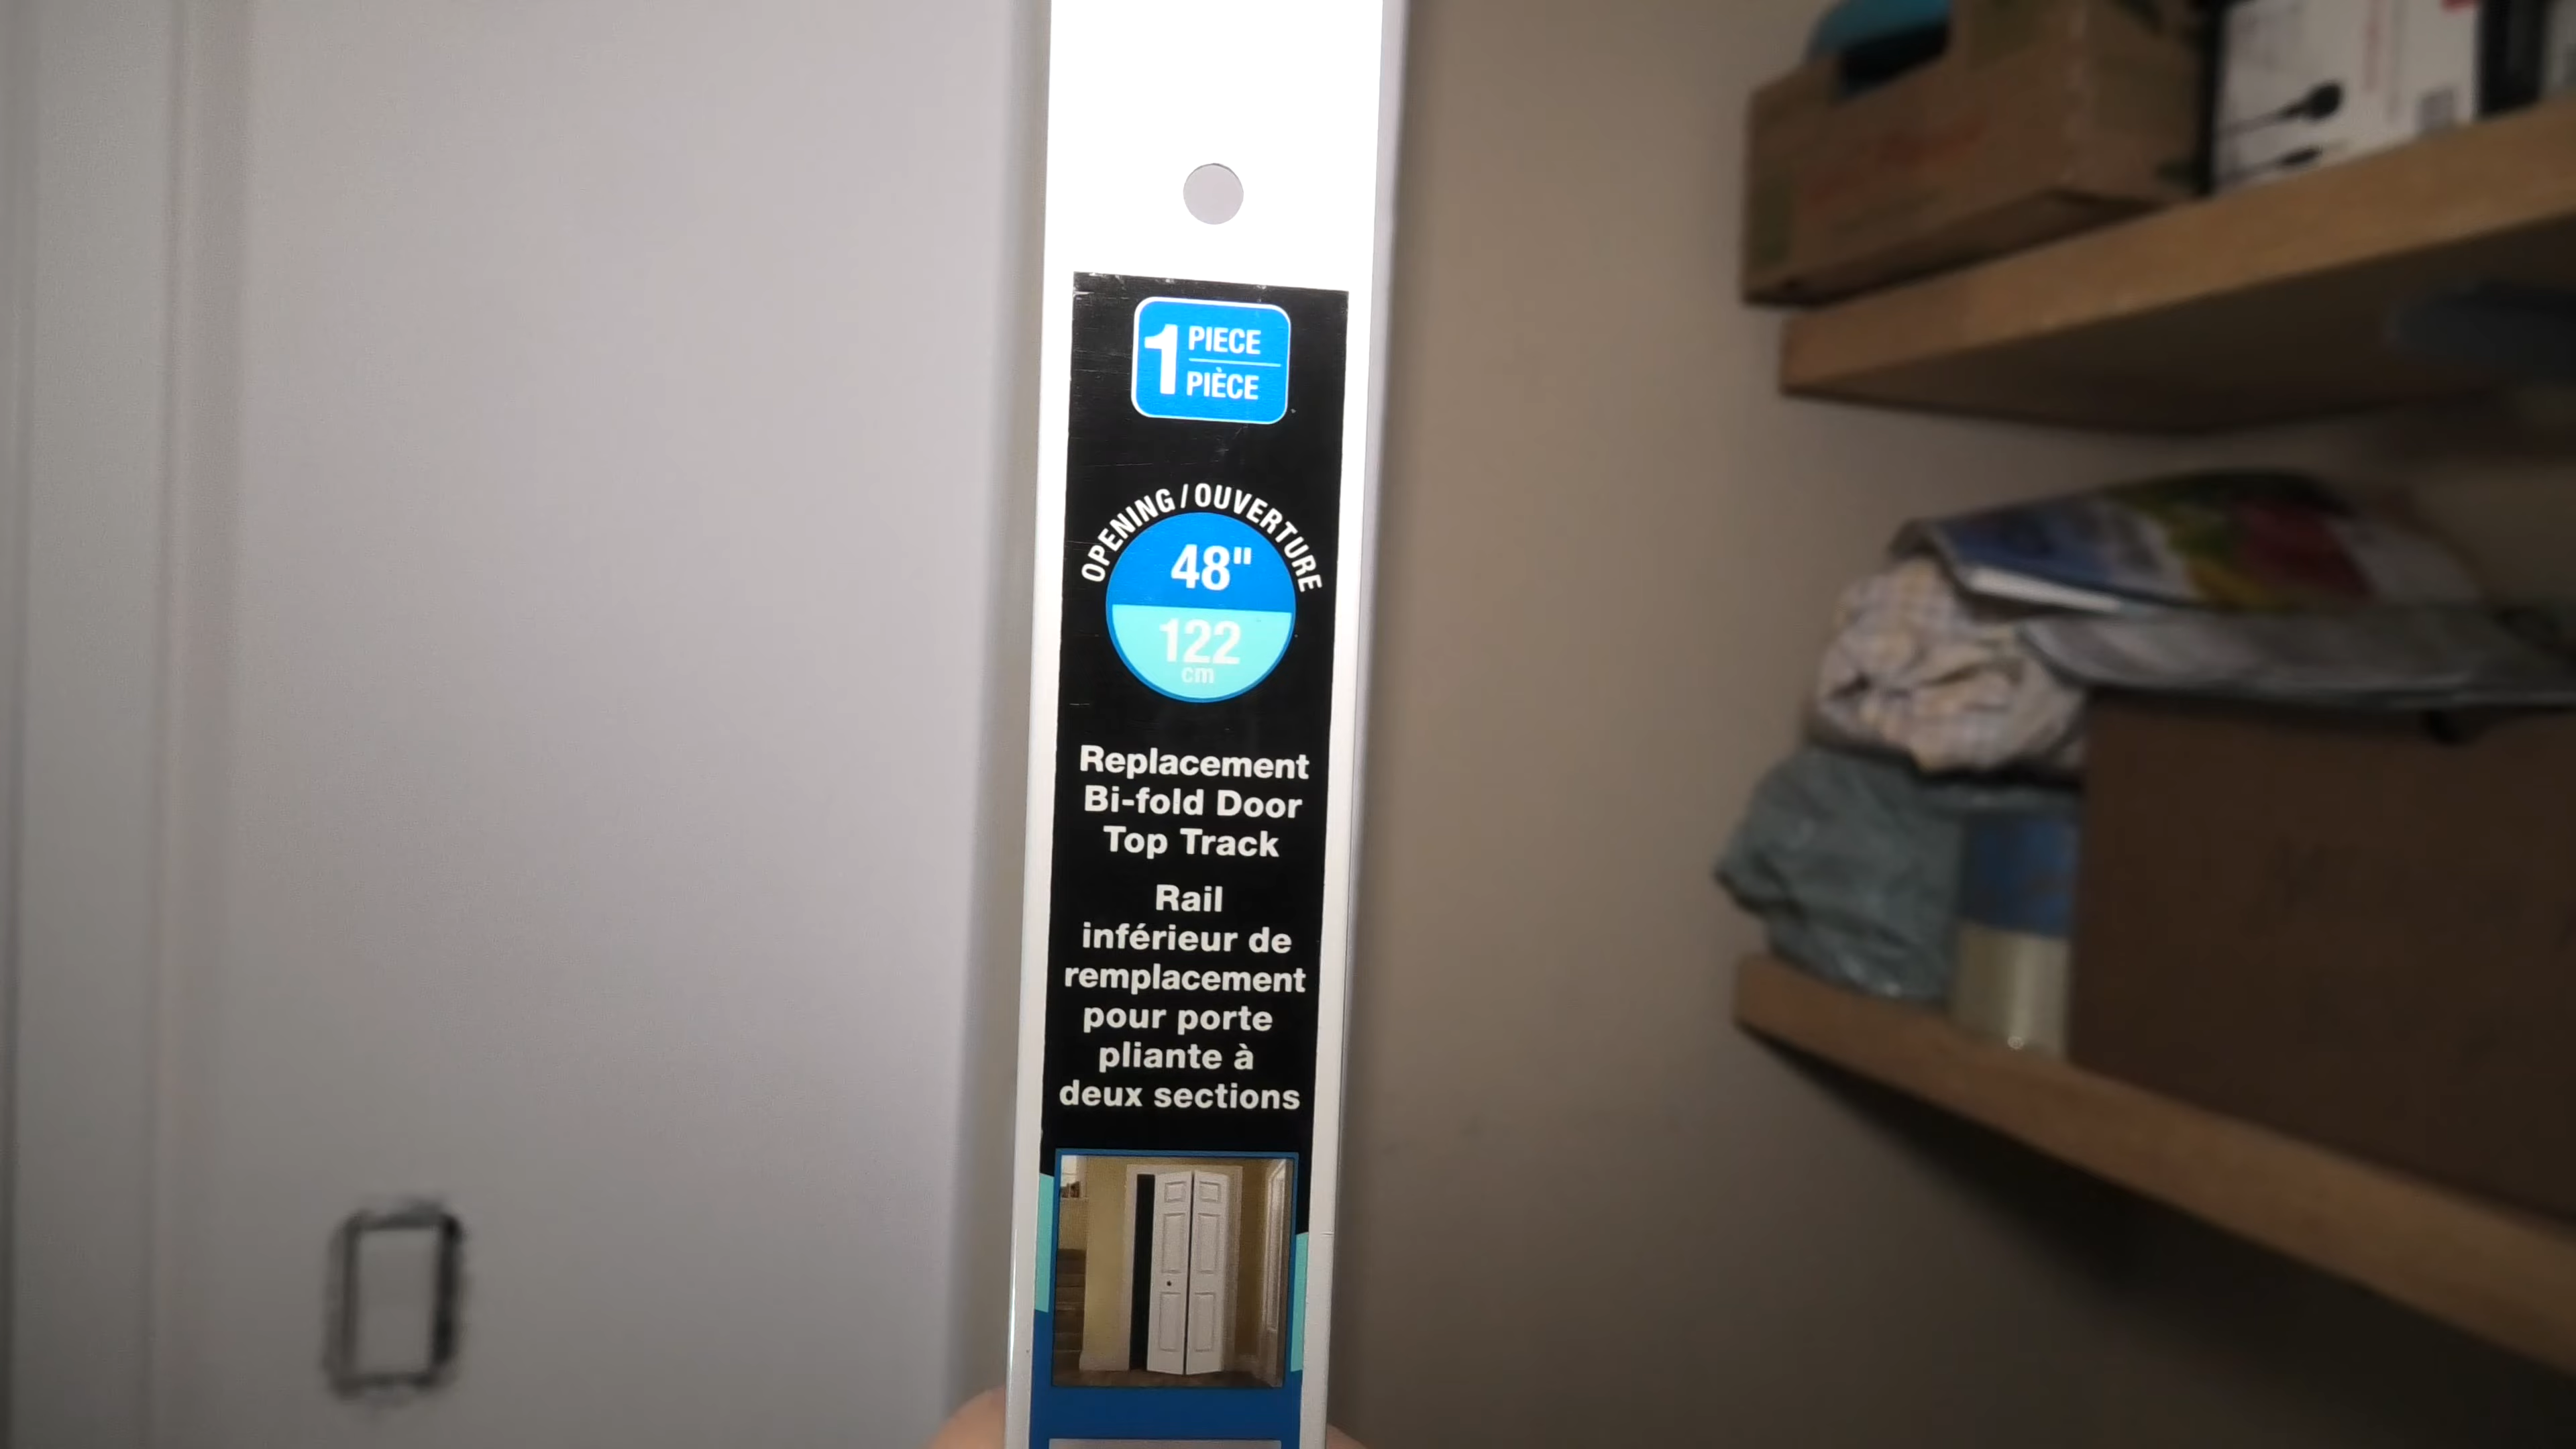 1 PIECE
PIÈCE
OPENING / OUVERTURE
48"
122
cm
Replacement
Bi-fold Door
Top Track
Rail
inférieur de
remplacement
pour porte
pliante à
deux sections